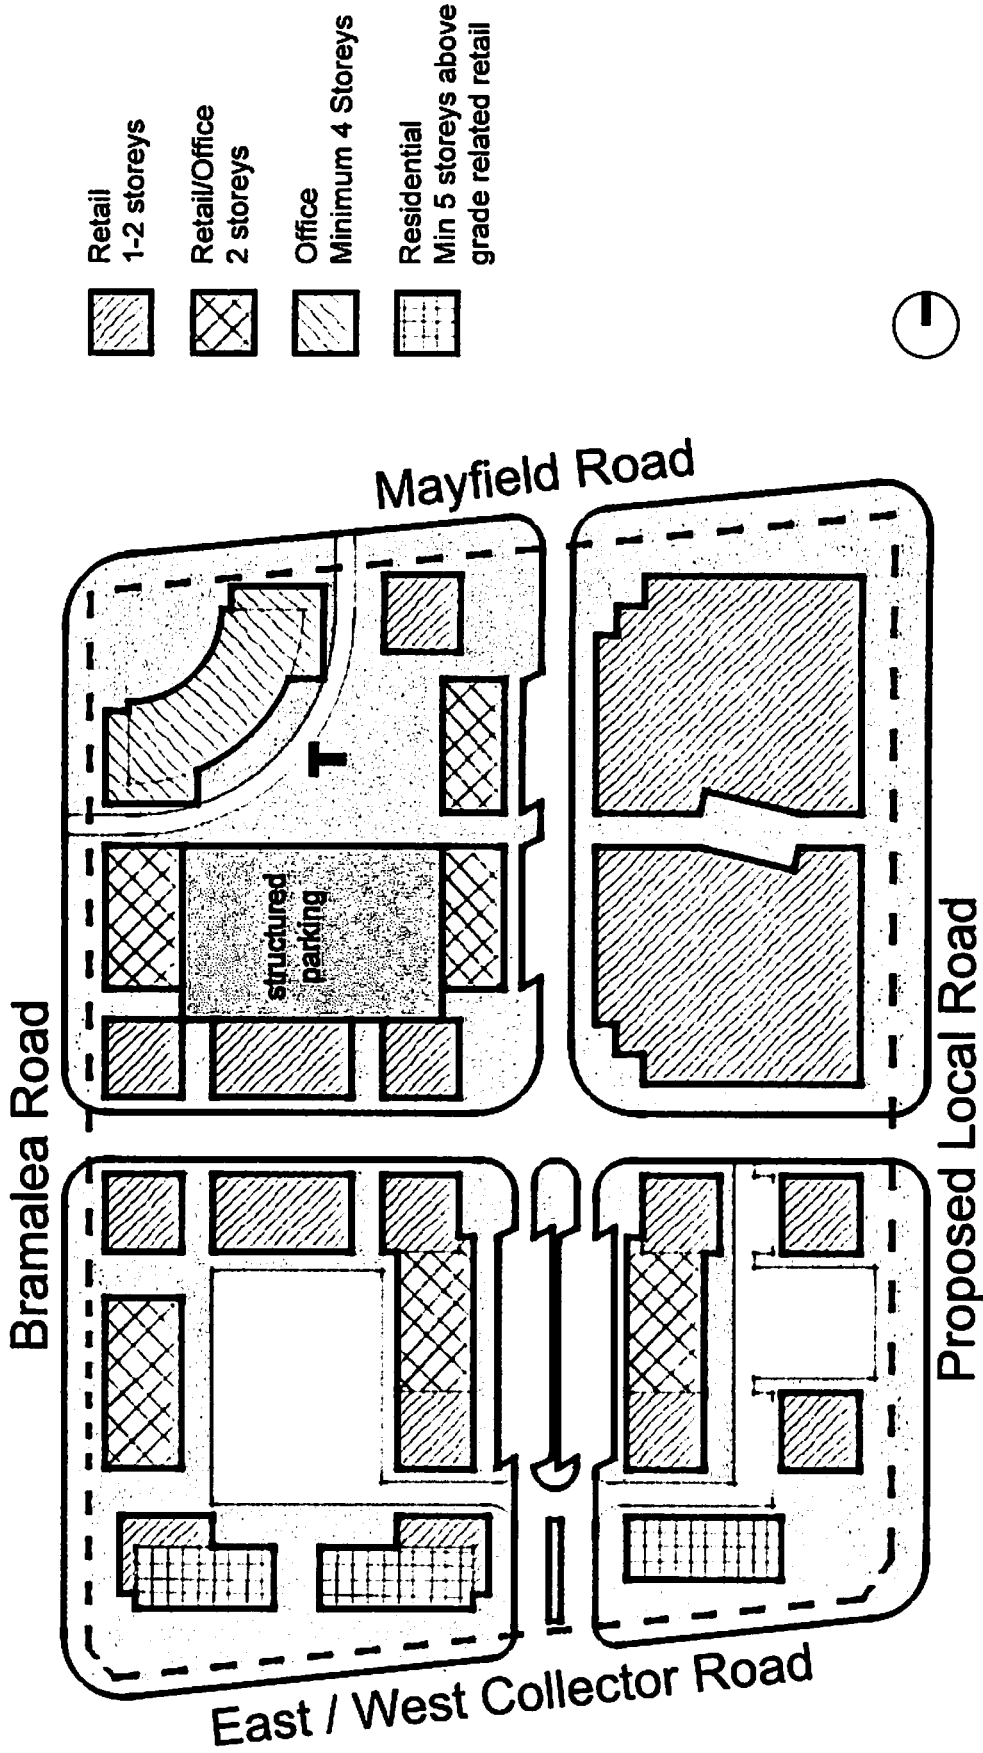 Retail
1-2 storeys
Retail/Office
2 storeys
Office
Minimum 4 Storeys
Residential
Min 5 storeys above
grade related retail
Mayfield Road
Bramalea Road
T
structured
parking
Proposed Local Road
East / West Collector Road